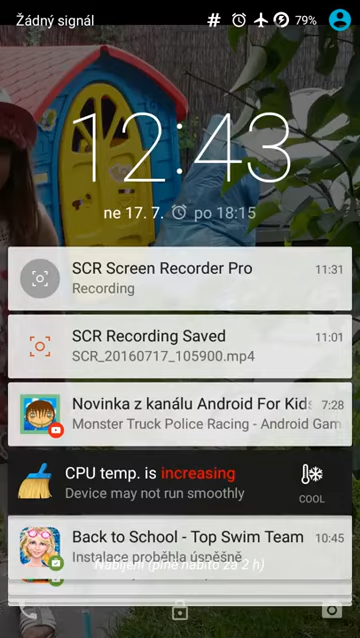 Žádný signál # 79%
12:43
ne 17. 7. po 18:15
SCR Screen Recorder Pro 11:31
Recording
SCR Recording Saved 11:01
SCR_20160717_105900.mp4
Novinka z kanálu Android For Kids 7:28
Monster Truck Police Racing - Android Gam
CPU temp. is increasing
Device may not run smoothly
COOL
Back to School - Top Swim Team 10:45
Instalace proběhla úspěšně
Nabíjení (plně nabito za 2 h)